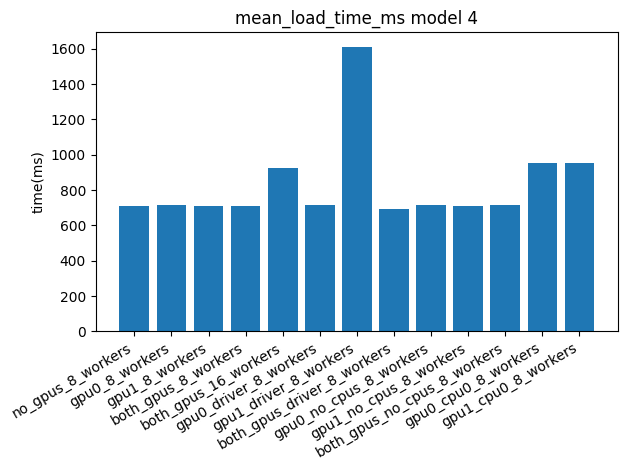 mean_load_time_ms model 4
time(ms)
1600
1400
1200
1000
800
600
400
200
0
no_gpus_8_workers
gpu0_8_workers
gpu1_8_workers
both_gpus_8_workers
both_gpus_16_workers
gpu0_driver_8_workers
gpu1_driver_8_workers
both_gpus_driver_8_workers
gpu0_no_cpus_8_workers
gpu1_no_cpus_8_workers
both_gpus_no_cpus_8_workers
gpu0_cpu0_8_workers
gpu1_cpu0_8_workers